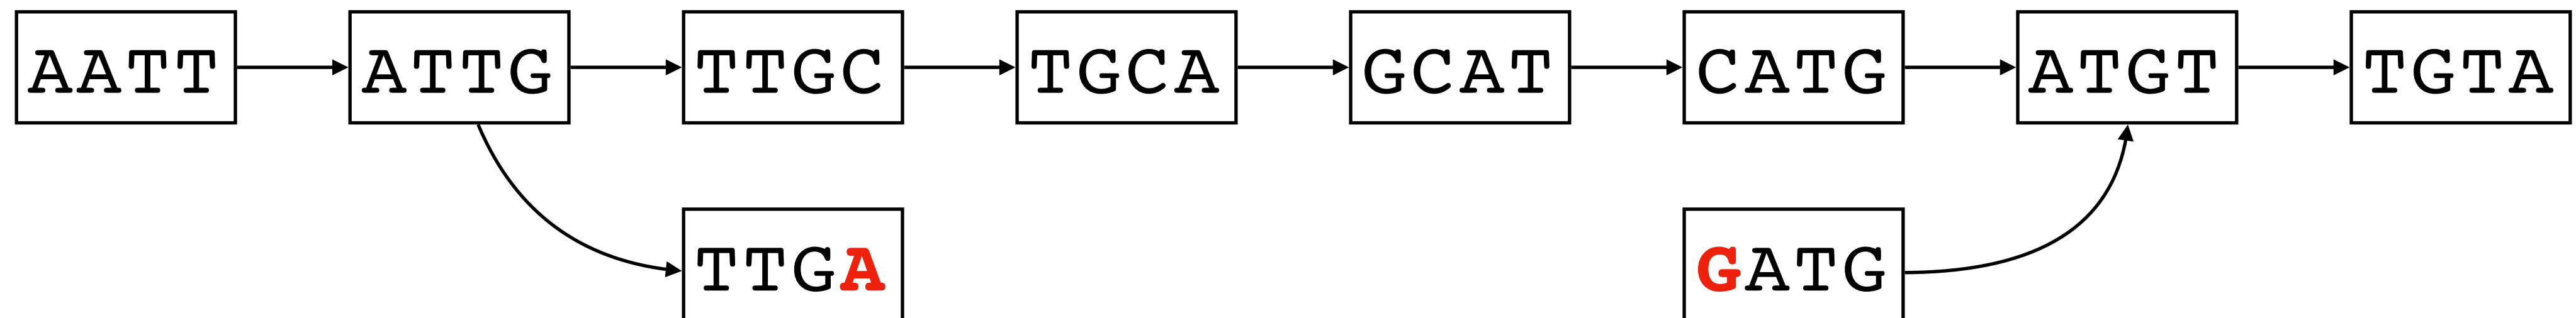 AATT ATTG TTGC TGCA GCAT CATG ATGT TGTA
TTGA GATG